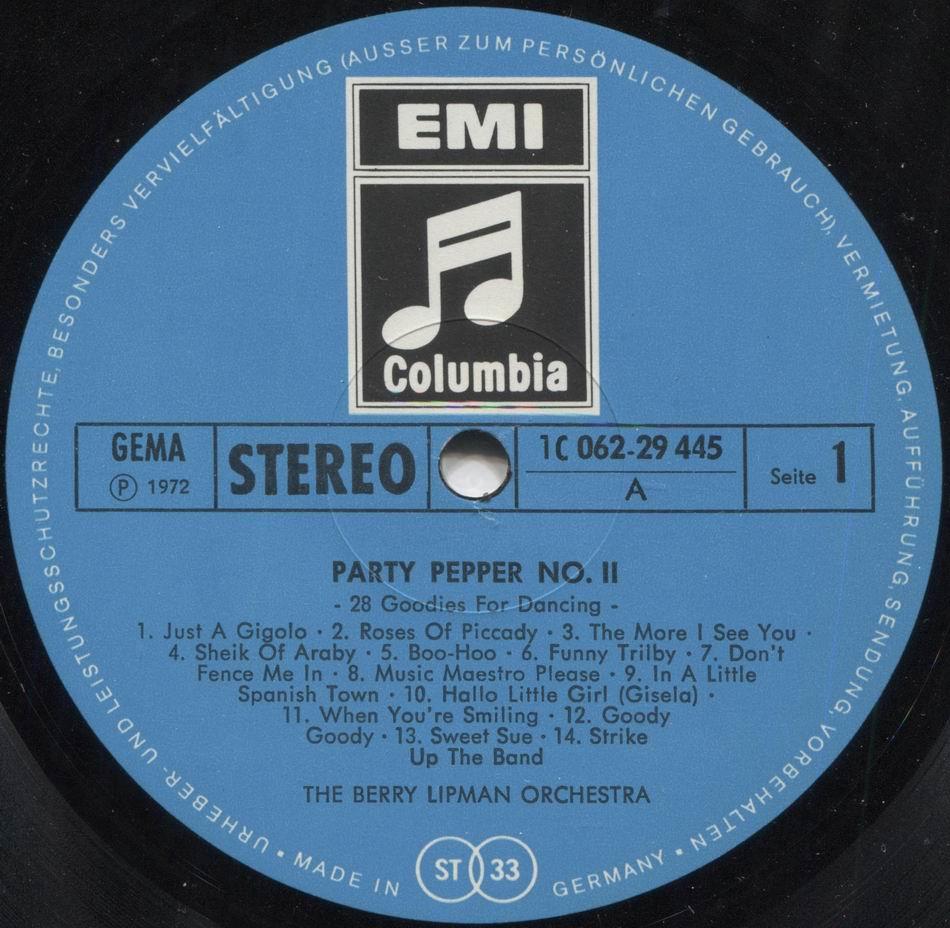 URHEBER- UND LEISTUNGSSCHUTZRECHTE, BESONDERS VERVIELFÄLTIGUNG (AUSSER ZUM PERSÖNLICHEN GEBRAUCH), VERMIETUNG, AUFFÜHRUNG, SENDUNG, VORBEHALTEN
EMI
Columbia
GEMA
℗ 1972
STEREO
1C 062-29 445
A
Seite 1
PARTY PEPPER NO. II
- 28 Goodies For Dancing -
1. Just A Gigolo · 2. Roses Of Piccady · 3. The More I See You ·
4. Sheik Of Araby · 5. Boo-Hoo · 6. Funny Trilby · 7. Don't
Fence Me In · 8. Music Maestro Please · 9. In A Little
Spanish Town · 10. Hallo Little Girl (Gisela) ·
11. When You're Smiling · 12. Goody
Goody · 13. Sweet Sue · 14. Strike
Up The Band
THE BERRY LIPMAN ORCHESTRA
▪ MADE IN ST 33 GERMANY ▪